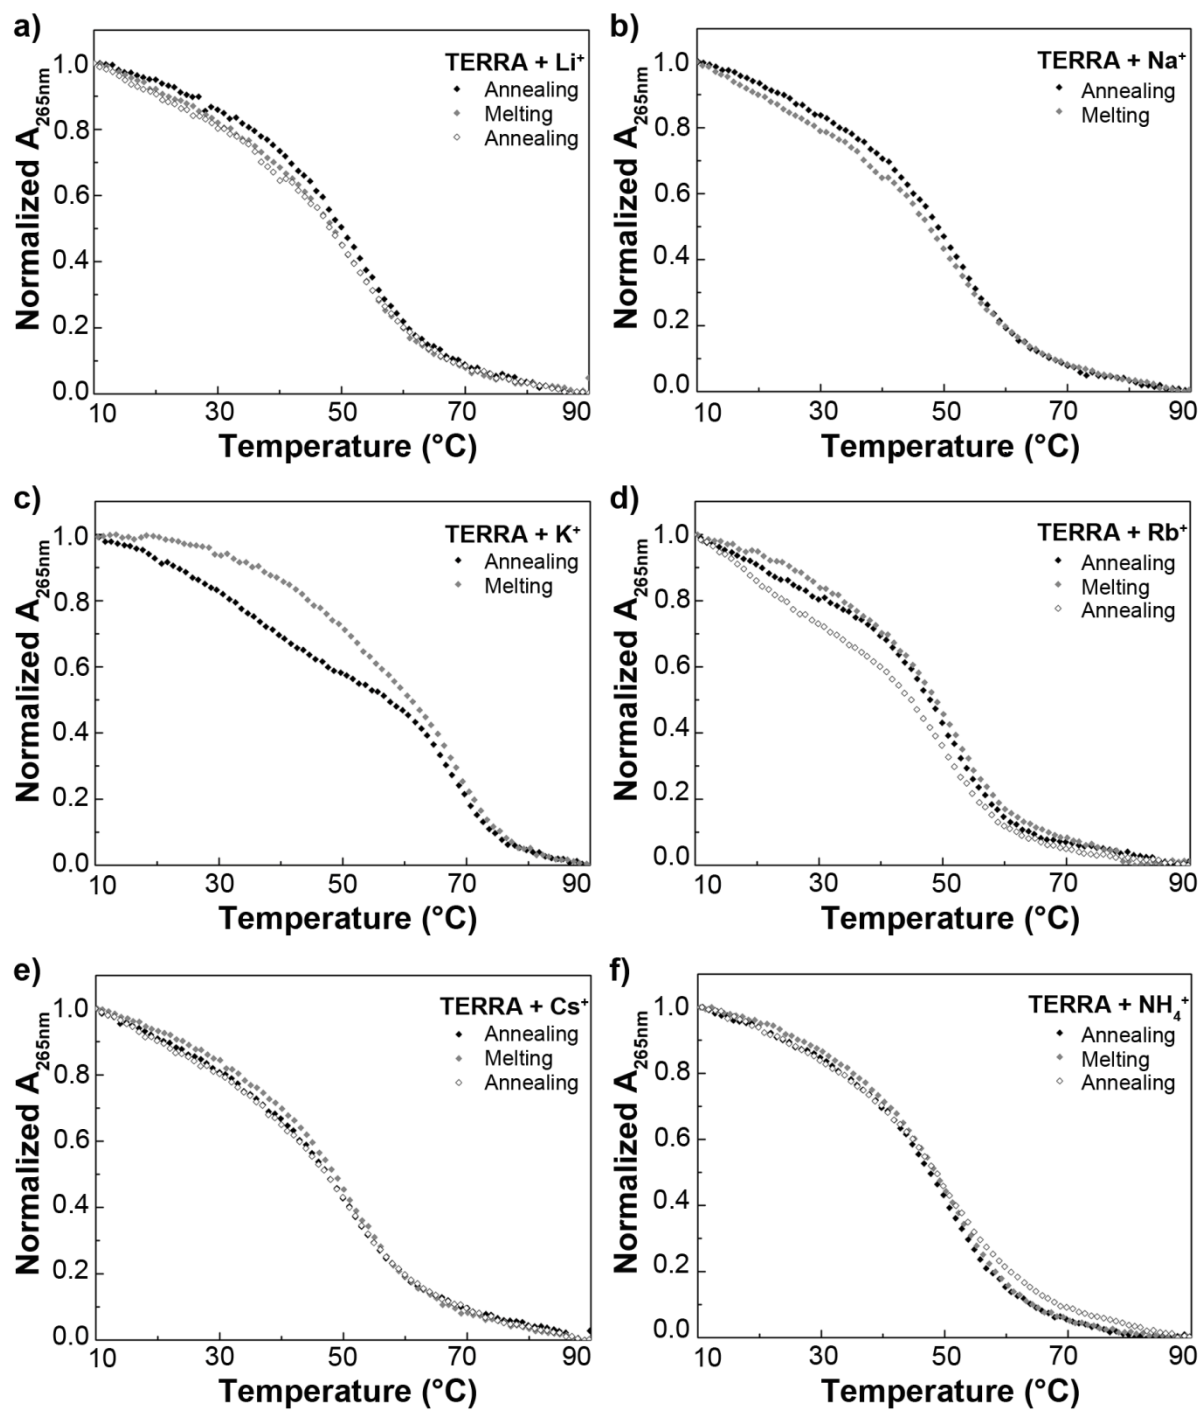 a)
TERRA + Li⁺
Annealing
Melting
Annealing
Normalized A₂₆₅ₙₘ
1.0
0.8
0.6
0.4
0.2
0.0
10 30 50 70 90
Temperature (°C)
b)
TERRA + Na⁺
Annealing
Melting
Normalized A₂₆₅ₙₘ
1.0
0.8
0.6
0.4
0.2
0.0
10 30 50 70 90
Temperature (°C)
c)
TERRA + K⁺
Annealing
Melting
Normalized A₂₆₅ₙₘ
1.0
0.8
0.6
0.4
0.2
0.0
10 30 50 70 90
Temperature (°C)
d)
TERRA + Rb⁺
Annealing
Melting
Annealing
Normalized A₂₆₅ₙₘ
1.0
0.8
0.6
0.4
0.2
0.0
10 30 50 70 90
Temperature (°C)
e)
TERRA + Cs⁺
Annealing
Melting
Annealing
Normalized A₂₆₅ₙₘ
1.0
0.8
0.6
0.4
0.2
0.0
10 30 50 70 90
Temperature (°C)
f)
TERRA + NH₄⁺
Annealing
Melting
Annealing
Normalized A₂₆₅ₙₘ
1.0
0.8
0.6
0.4
0.2
0.0
10 30 50 70 90
Temperature (°C)